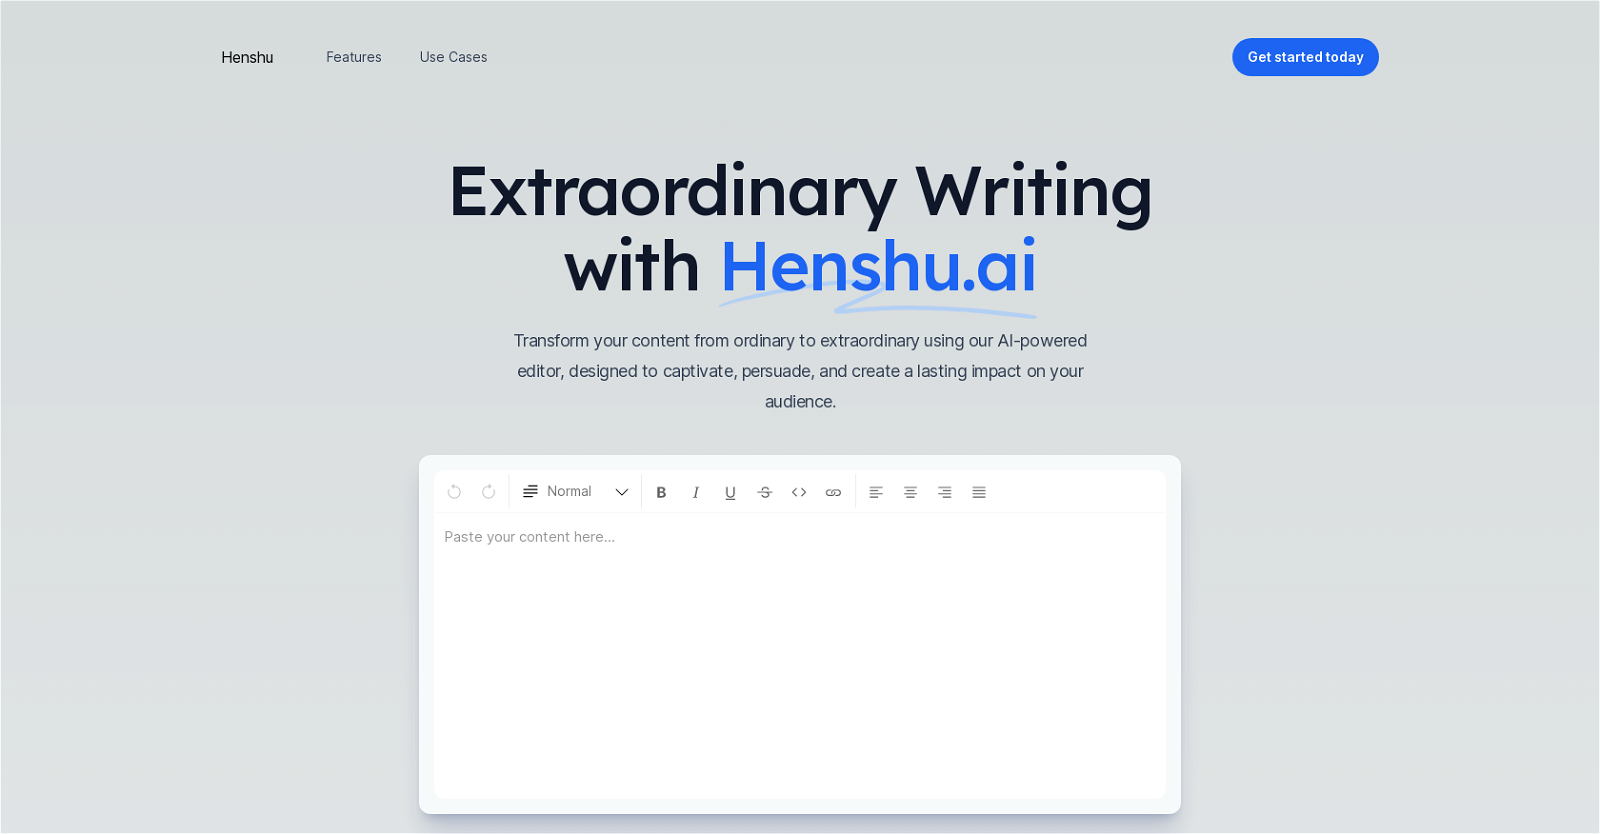 Henshu
Features
Use Cases
Get started today
Extraordinary Writing
with Henshu.ai
Transform your content from ordinary to extraordinary using our AI-powered
editor, designed to captivate, persuade, and create a lasting impact on your
audience.
Normal
B I U S
Paste your content here...